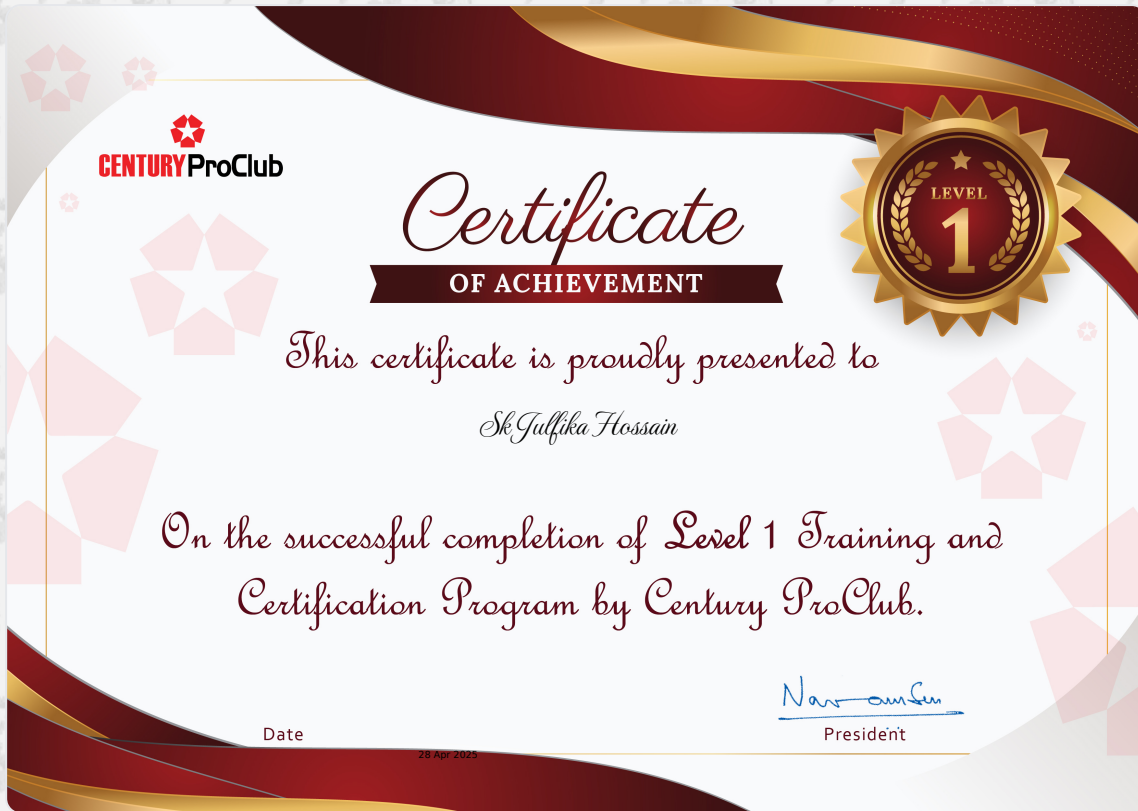 CENTURY ProClub
LEVEL
1
Certificate
OF ACHIEVEMENT
This certificate is proudly presented to
Sk Julfika Hossain
On the successful completion of Level 1 Training and
Certification Program by Century ProClub.
Date
28 Apr 2025
President